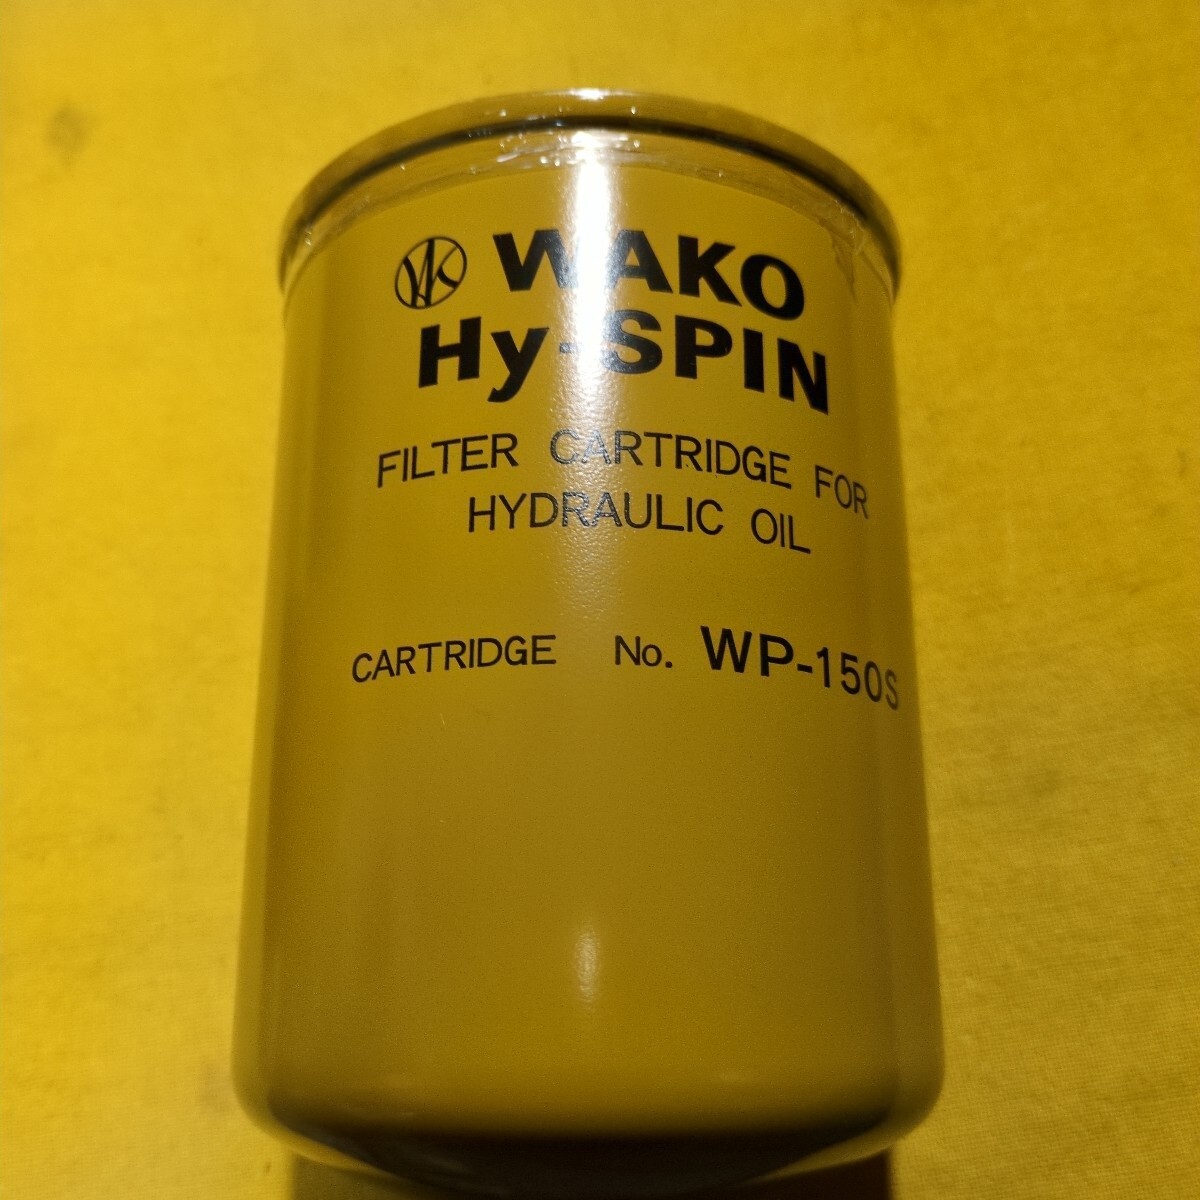 WAKO
Hy-SPIN
FILTER CARTRIDGE FOR
HYDRAULIC OIL
CARTRIDGE No. WP-150S